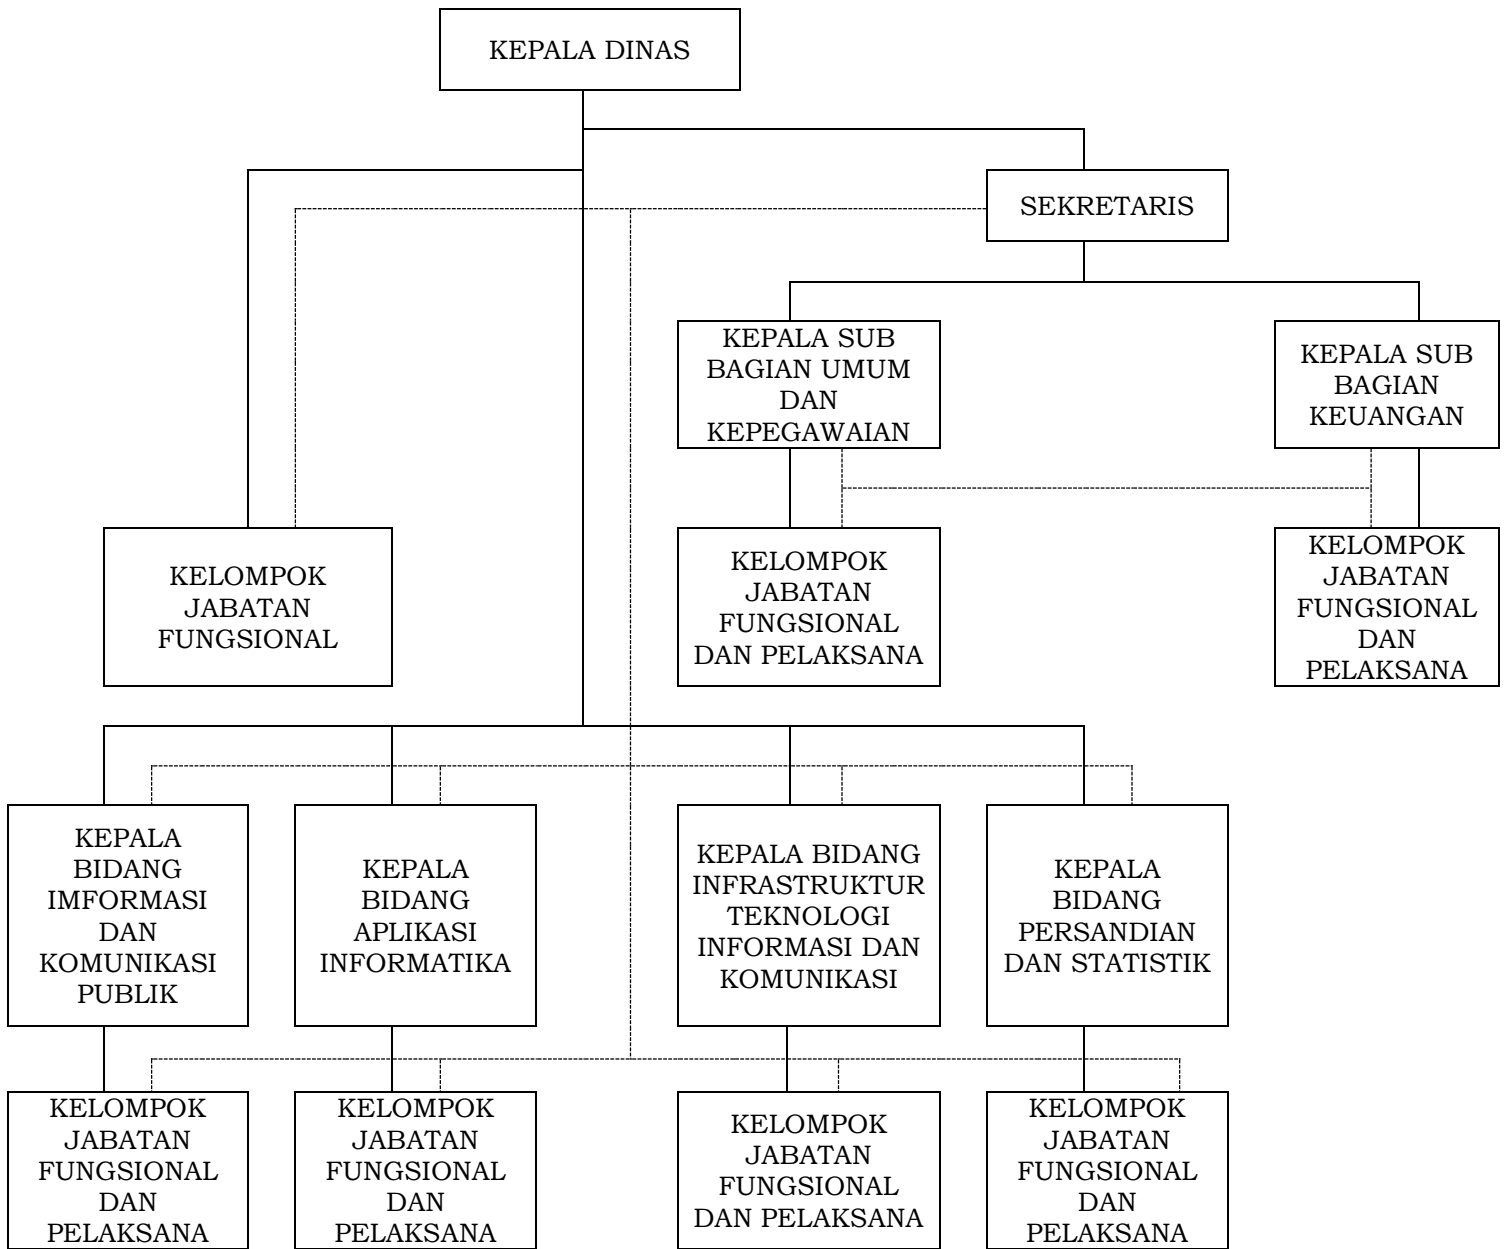 KEPALA DINAS
SEKRETARIS
KEPALA SUB
BAGIAN UMUM
DAN
KEPEGAWAIAN
KEPALA SUB
BAGIAN
KEUANGAN
KELOMPOK
JABATAN
FUNGSIONAL
KELOMPOK
JABATAN
FUNGSIONAL
DAN PELAKSANA
KELOMPOK
JABATAN
FUNGSIONAL
DAN
PELAKSANA
KEPALA
BIDANG
IMFORMASI
DAN
KOMUNIKASI
PUBLIK
KEPALA
BIDANG
APLIKASI
INFORMATIKA
KEPALA BIDANG
INFRASTRUKTUR
TEKNOLOGI
INFORMASI DAN
KOMUNIKASI
KEPALA
BIDANG
PERSANDIAN
DAN STATISTIK
KELOMPOK
JABATAN
FUNGSIONAL
DAN
PELAKSANA
KELOMPOK
JABATAN
FUNGSIONAL
DAN
PELAKSANA
KELOMPOK
JABATAN
FUNGSIONAL
DAN PELAKSANA
KELOMPOK
JABATAN
FUNGSIONAL
DAN
PELAKSANA